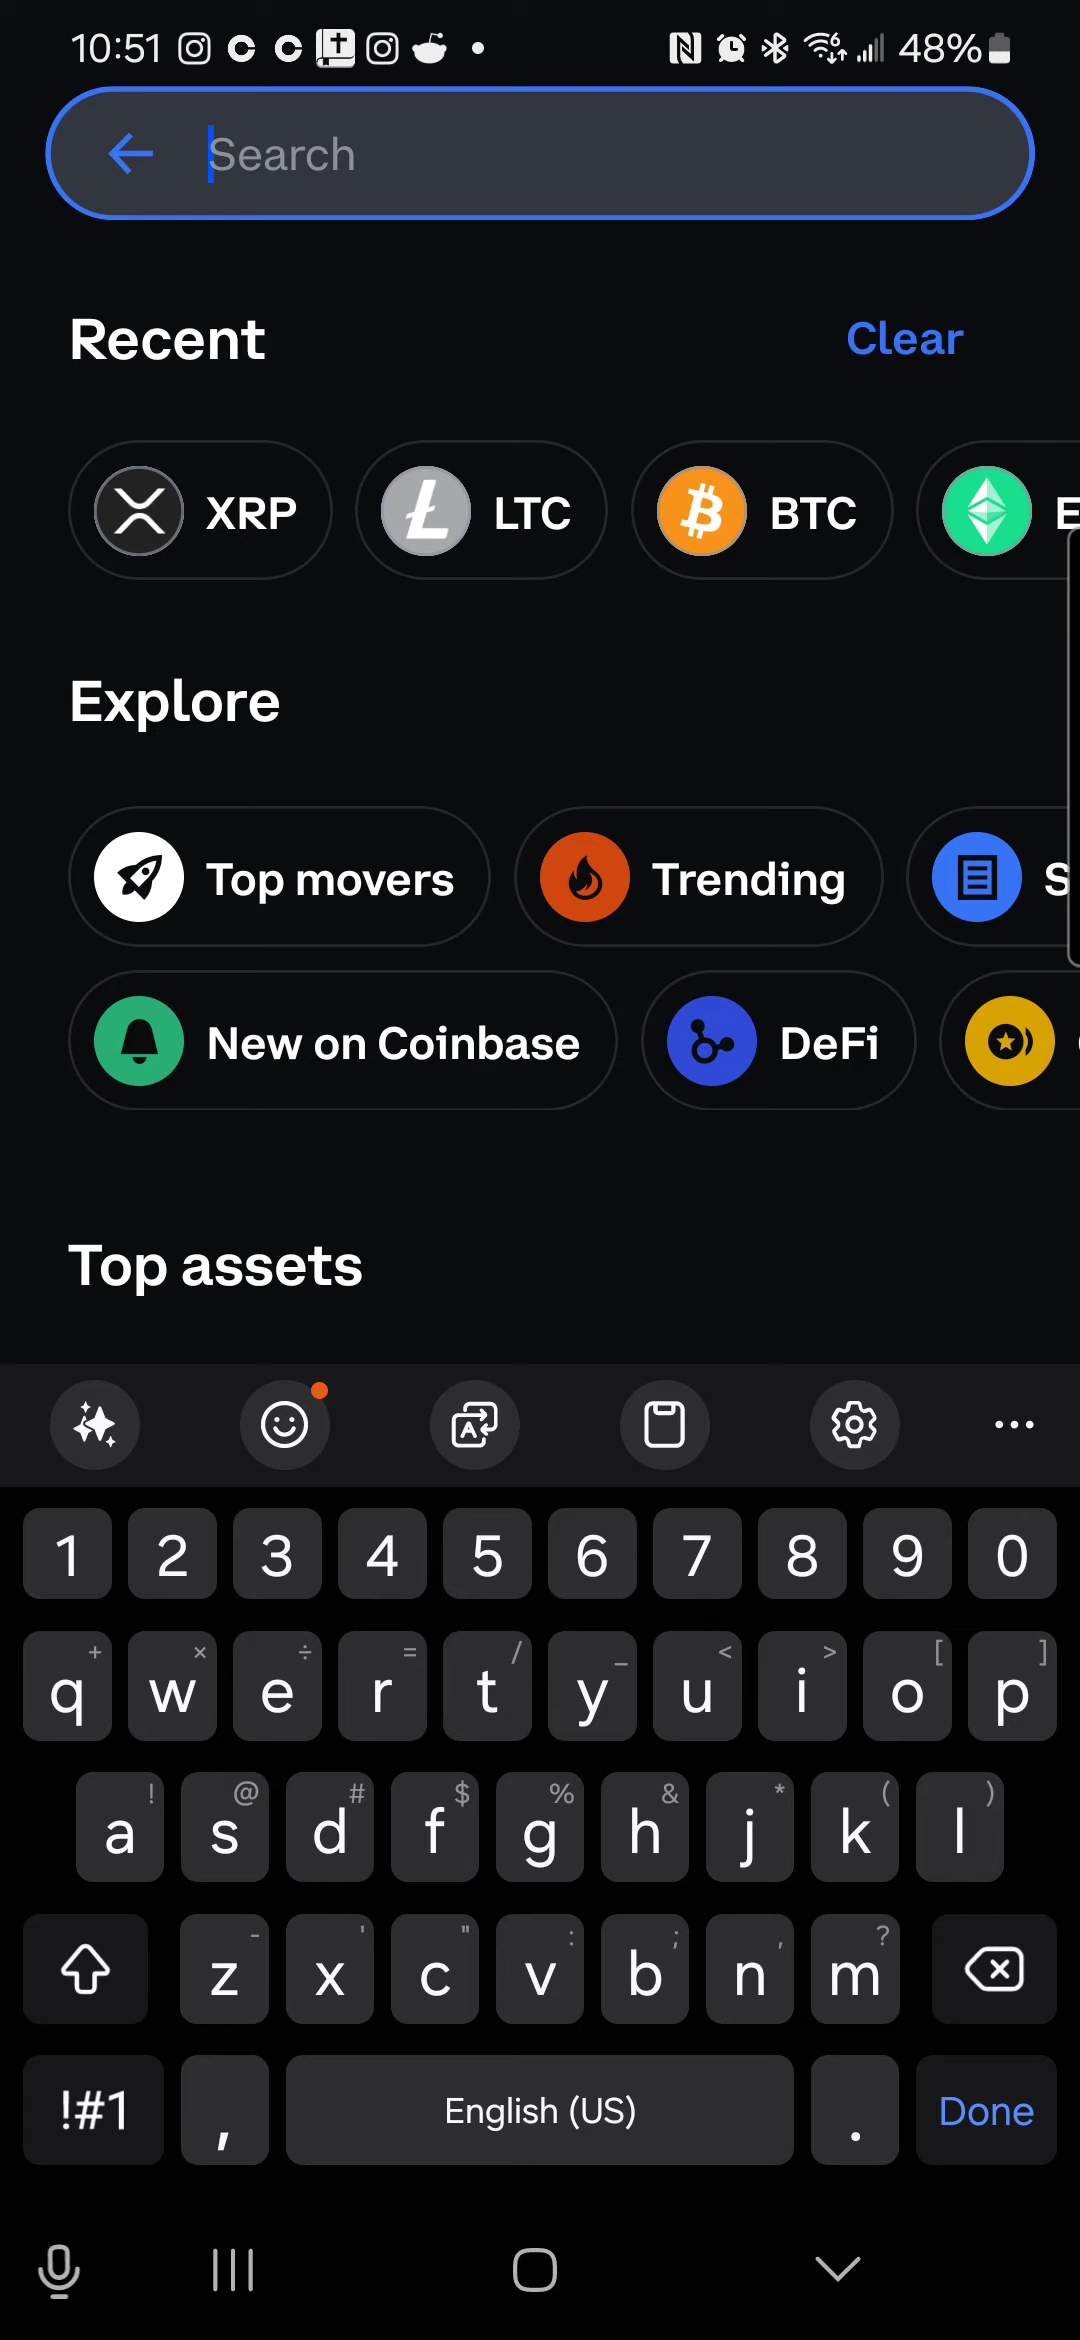 10:51 48%
Search
Recent Clear
XRP LTC BTC
Explore
Top movers Trending
New on Coinbase DeFi
Top assets
1 2 3 4 5 6 7 8 9 0
+ × ÷ = / _ < > [ ]
q w e r t y u i o p
! @ # $ % & * ( )
a s d f g h j k l
- ' " : ; , ?
z x c v b n m
!#1 , English (US) . Done